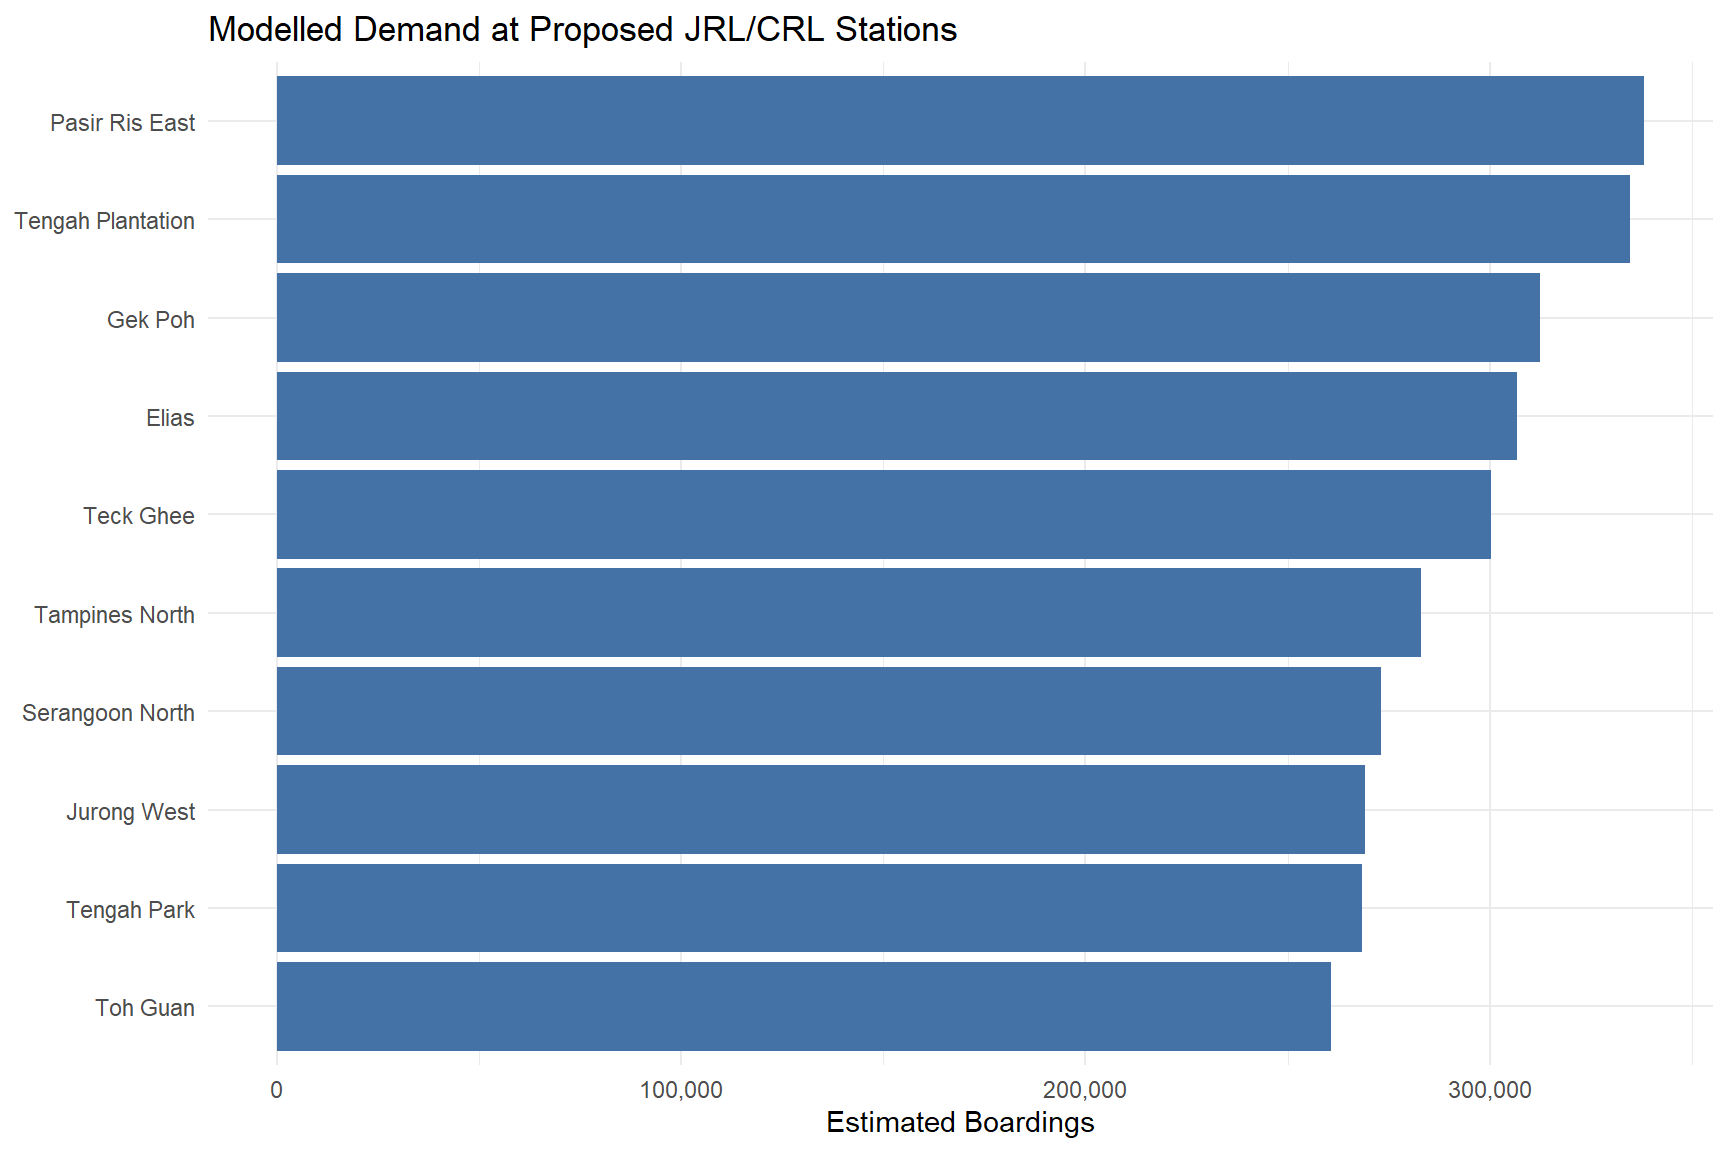 Modelled Demand at Proposed JRL/CRL Stations
Pasir Ris East
Tengah Plantation
Gek Poh
Elias
Teck Ghee
Tampines North
Serangoon North
Jurong West
Tengah Park
Toh Guan
0 100,000 200,000 300,000
Estimated Boardings